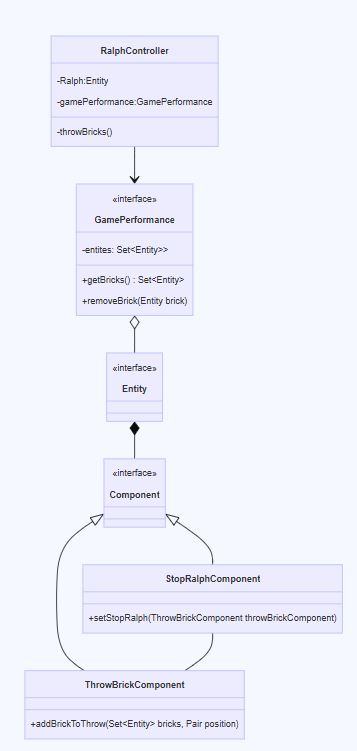 RalphController
-Ralph:Entity
-gamePerformance:GamePerformance
-throwBricks()
«interface»
GamePerformance
-entites: Set<Entity>>
+getBricks() : Set<Entity>
+removeBrick(Entity brick)
«interface»
Entity
«interface»
Component
StopRalphComponent
+setStopRalph(ThrowBrickComponent throwBrickComponent)
ThrowBrickComponent
+addBrickToThrow(Set<Entity> bricks, Pair position)